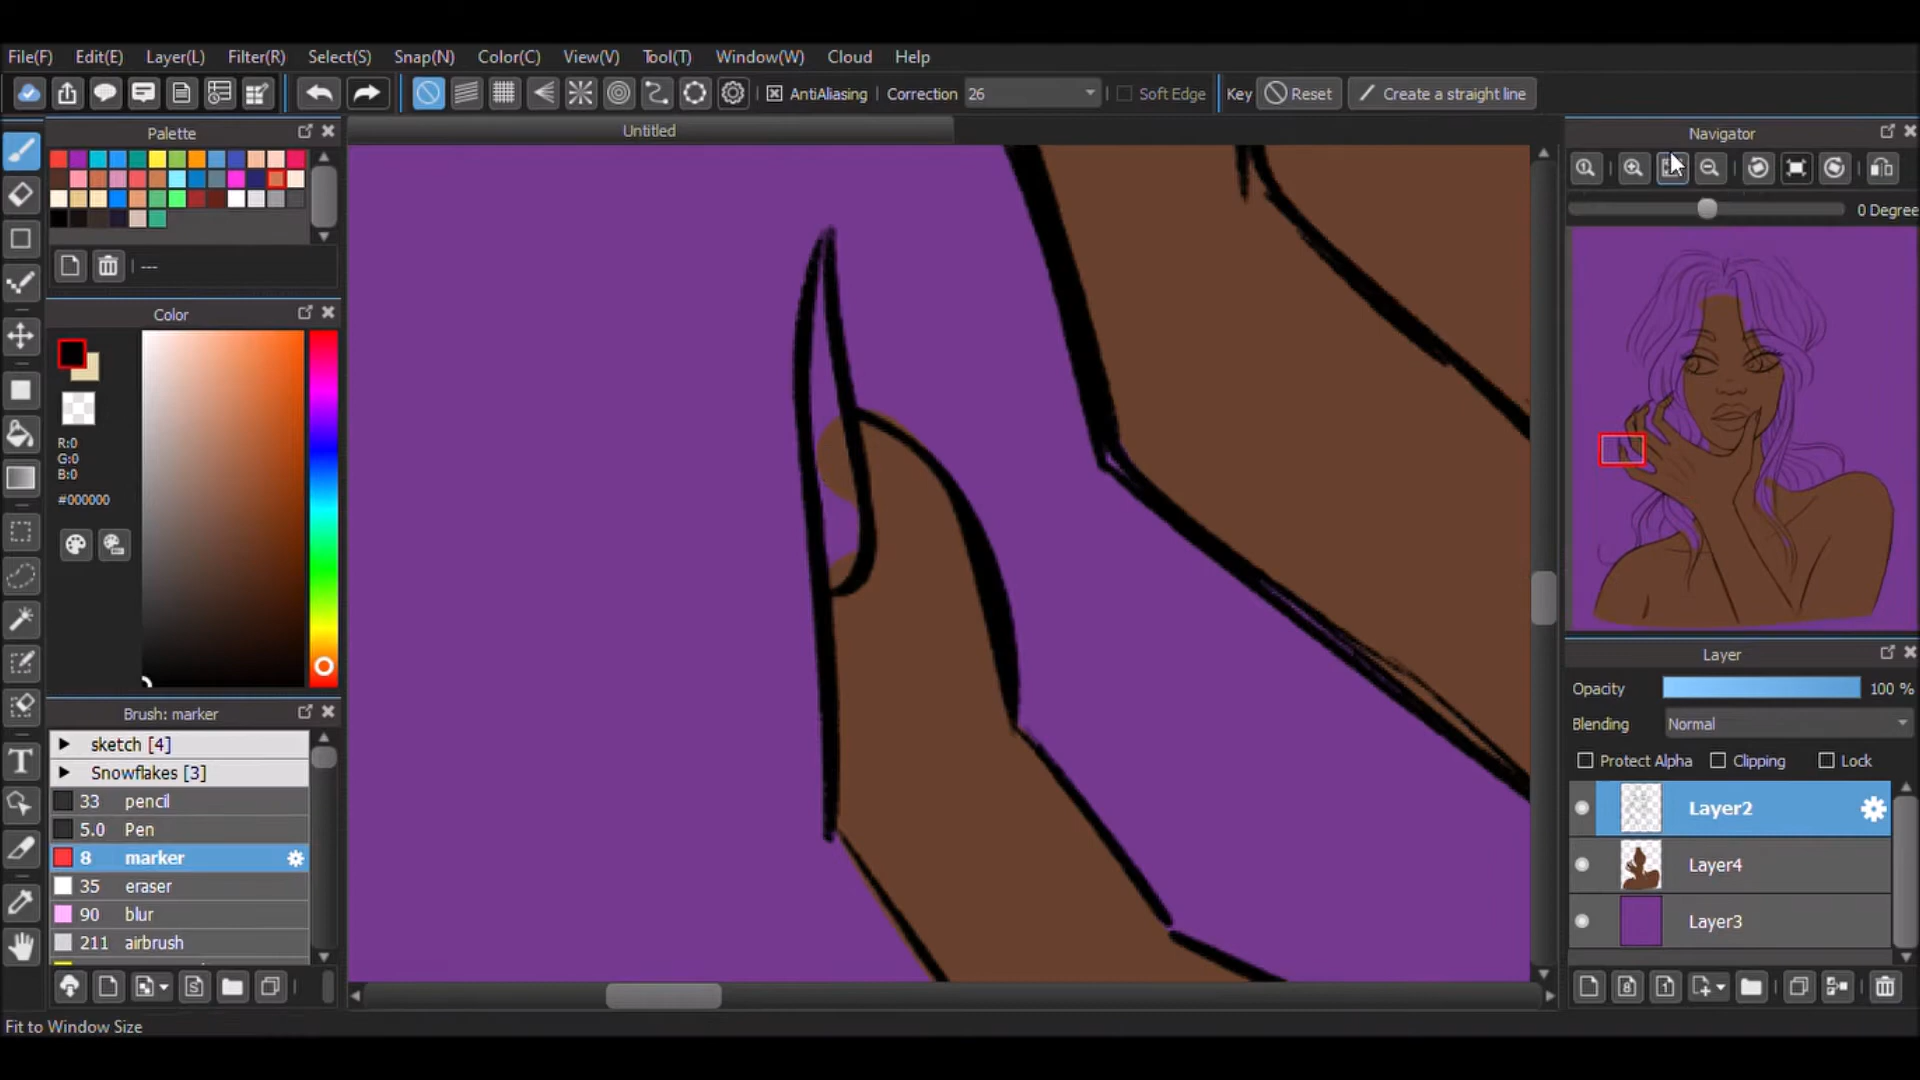 File(F) Edit(E) Layer(L) Filter(R) Select(S) Snap(N) Color(C) View(V) Tool(T) Window(W) Cloud Help
AntiAliasing Correction 26 Soft Edge Key Reset Create a straight line
Palette
Untitled
Navigator
0 Degree
---
Color
R:0
G:0
B:0
#000000
Brush: marker
sketch [4]
Snowflakes [3]
33 pencil
5.0 Pen
8 marker
35 eraser
90 blur
211 airbrush
Layer
Opacity 100 %
Blending Normal
Protect Alpha Clipping Lock
Layer2
Layer4
Layer3
Fit to Window Size